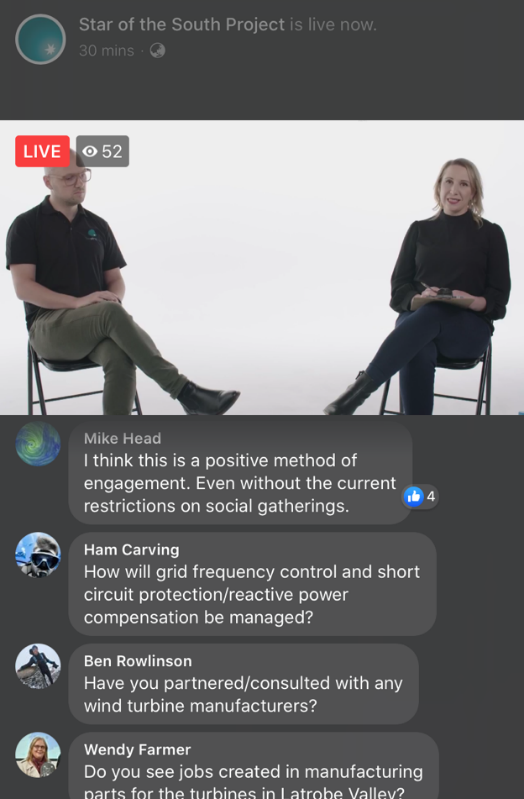 Star of the South Project is live now.
30 mins ·
LIVE 52
Mike Head
I think this is a positive method of
engagement. Even without the current
restrictions on social gatherings.
4
Ham Carving
How will grid frequency control and short
circuit protection/reactive power
compensation be managed?
Ben Rowlinson
Have you partnered/consulted with any
wind turbine manufacturers?
Wendy Farmer
Do you see jobs created in manufacturing
parts for the turbines in Latrobe Valley?